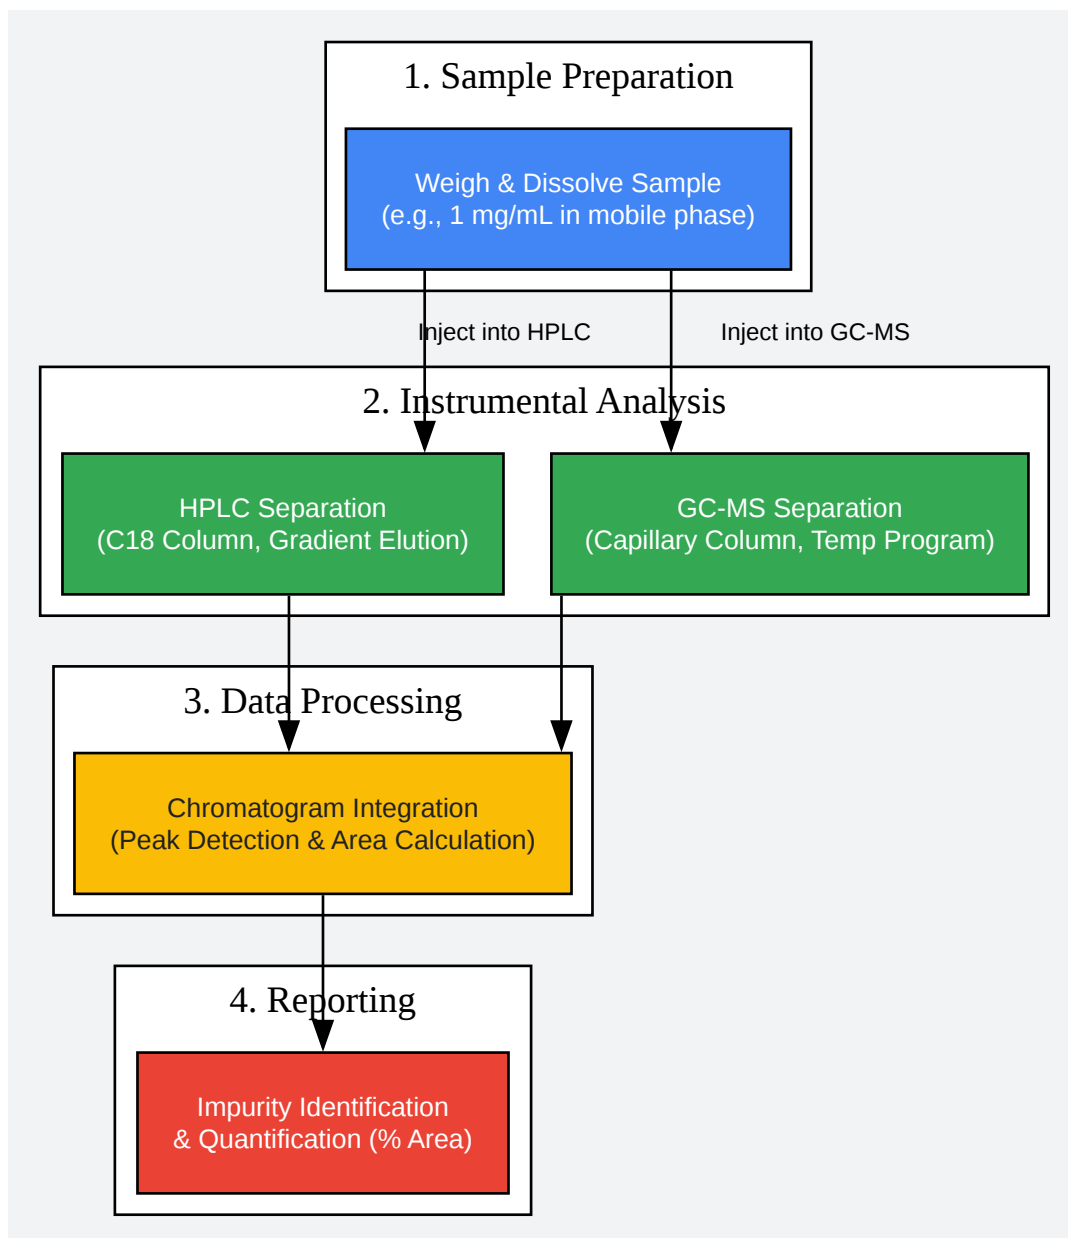 1. Sample Preparation
Weigh & Dissolve Sample
(e.g., 1 mg/mL in mobile phase)
Inject into HPLC
Inject into GC-MS
2. Instrumental Analysis
HPLC Separation
(C18 Column, Gradient Elution)
GC-MS Separation
(Capillary Column, Temp Program)
3. Data Processing
Chromatogram Integration
(Peak Detection & Area Calculation)
4. Reporting
Impurity Identification
& Quantification (% Area)